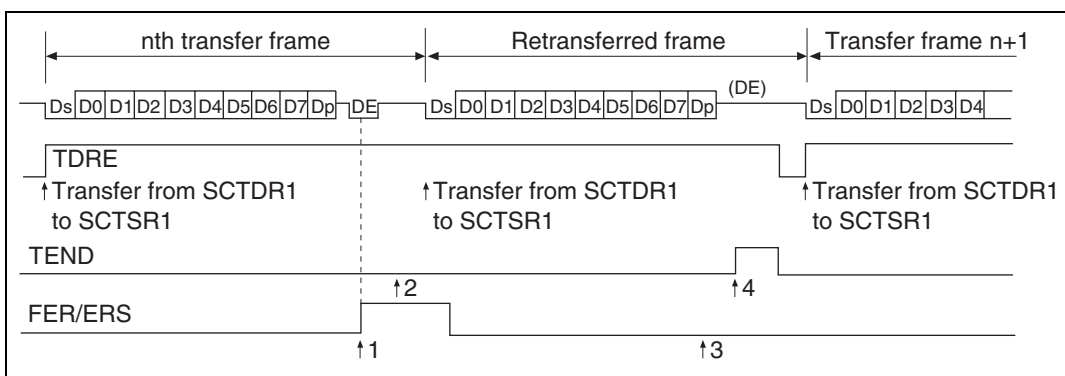 nth transfer frame Retransferred frame Transfer frame n+1
(DE)
Ds D0 D1 D2 D3 D4 D5 D6 D7 Dp DE Ds D0 D1 D2 D3 D4 D5 D6 D7 Dp Ds D0 D1 D2 D3 D4
TDRE
Transfer from SCTDR1 Transfer from SCTDR1 Transfer from SCTDR1
to SCTSR1 to SCTSR1 to SCTSR1
TEND
2 4
FER/ERS
1 3